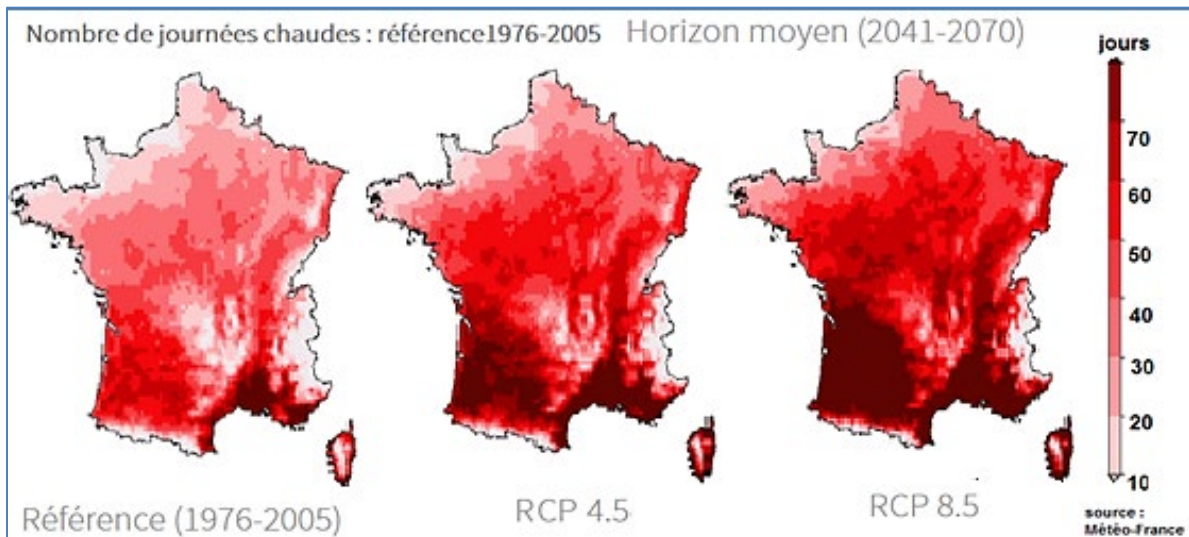 Nombre de journées chaudes : référence1976-2005
Horizon moyen (2041-2070)
jours
70
60
50
40
30
20
10
Référence (1976-2005)
RCP 4.5
RCP 8.5
source :
Météo-France